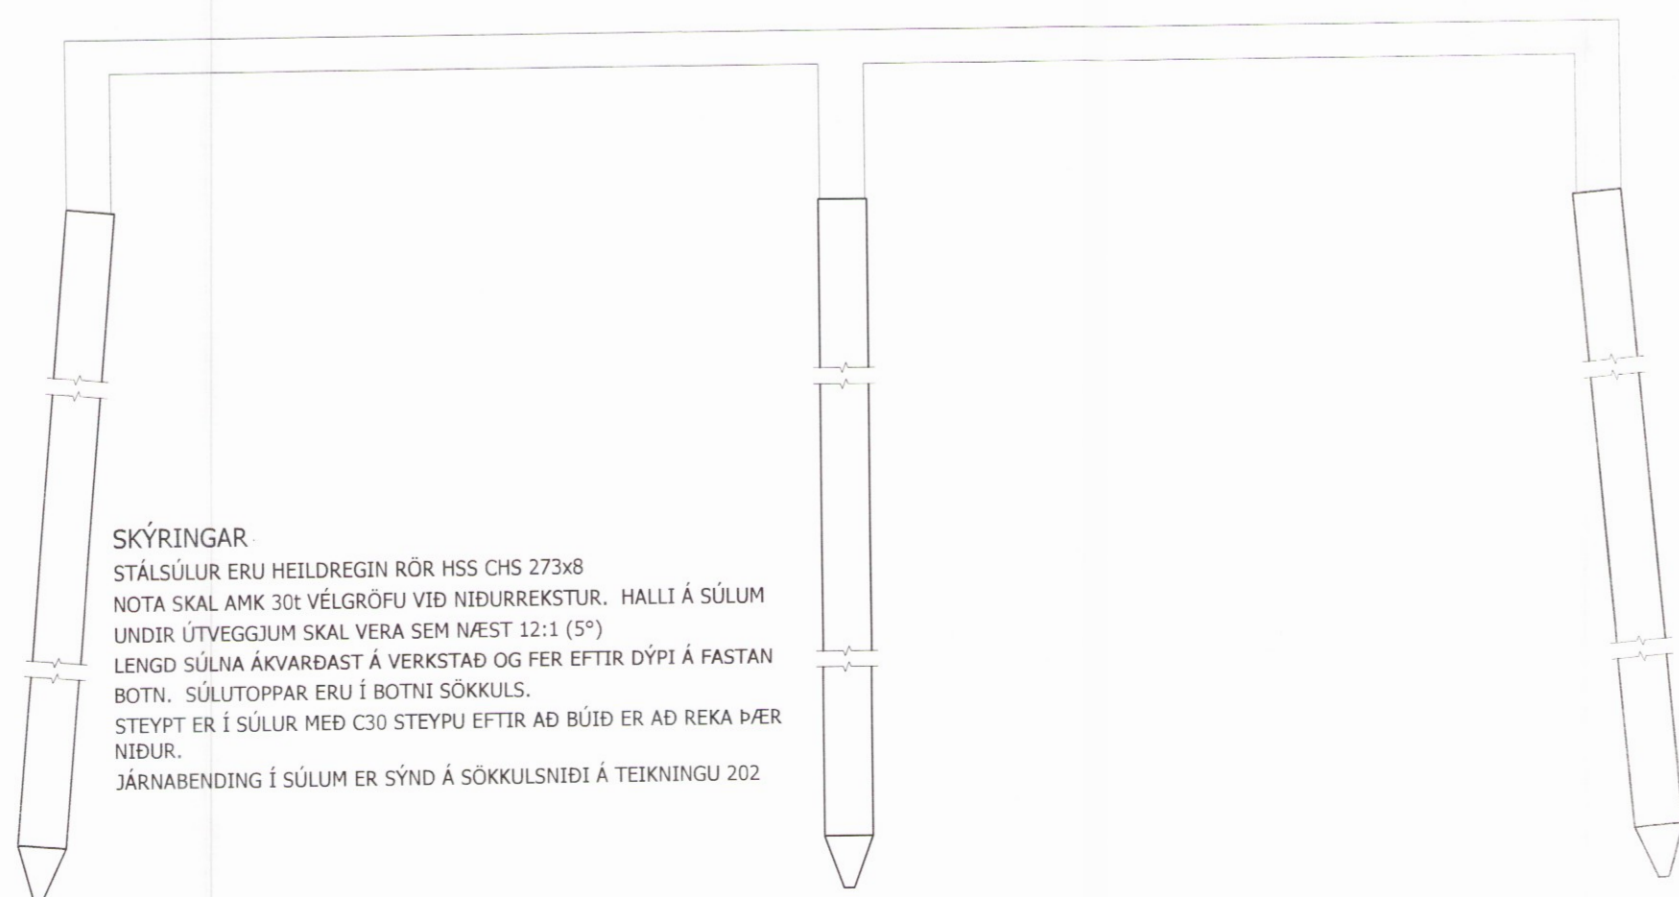 SKÝRINGAR
STÁLSÚLUR ERU HEILDREGIN RÖR HSS CHS 273x8
NOTA SKAL AMK 30t VÉLGRÖFU VIÐ NIÐURREKSTUR. HALLI Á SÚLUM
UNDIR ÚTVEGGJUM SKAL VERA SEM NÆST 12:1 (5°)
LENGD SÚLNA ÁKVARÐAST Á VERKSTAÐ OG FER EFTIR DÝPI Á FASTAN
BOTN. SÚLUTOPPAR ERU Í BOTNI SÖKKULS.
STEYPT ER Í SÚLUR MEÐ C30 STEYPU EFTIR AÐ BÚIÐ ER AÐ REKA ÞÆR
NIÐUR.
JÁRNABENDING Í SÚLUM ER SÝND Á SÖKKULSNIÐI Á TEIKNINGU 202